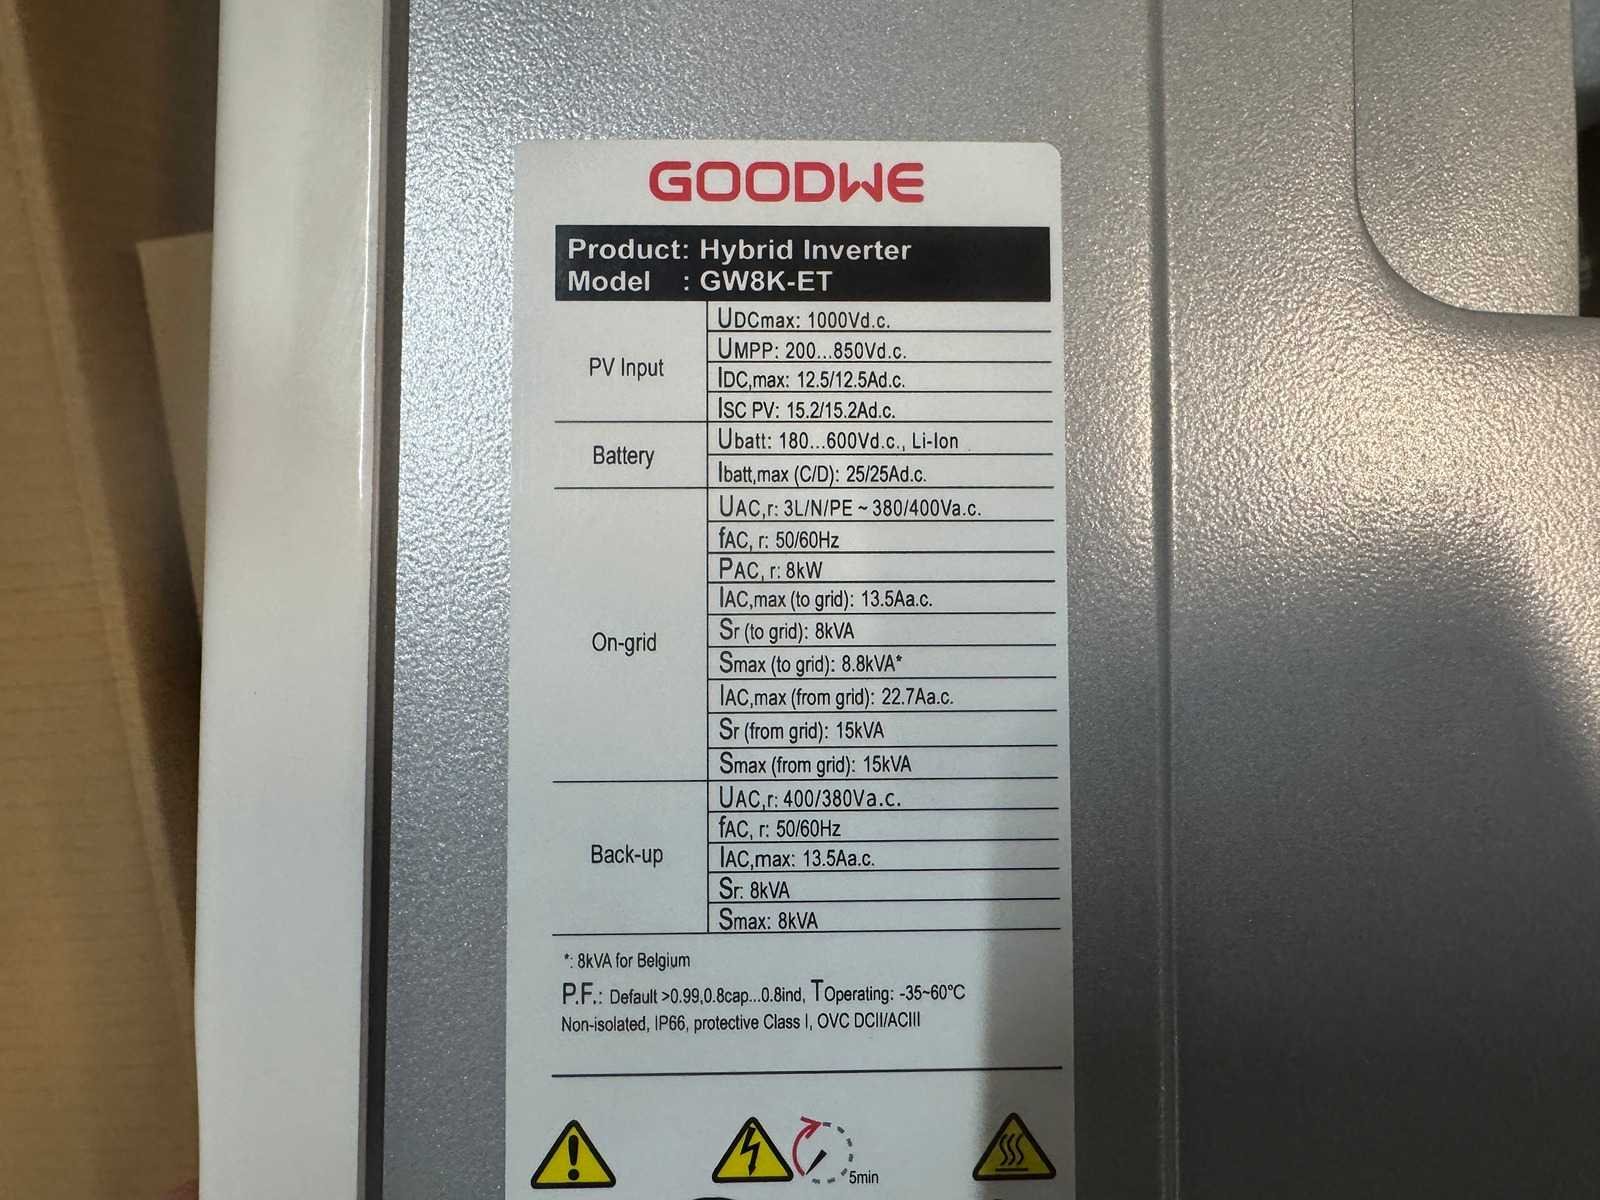 GOODWE
Product: Hybrid Inverter
Model : GW8K-ET
PV Input
UDCmax: 1000Vd.c.
UMPP: 200...850Vd.c.
IDC,max: 12.5/12.5Ad.c.
ISC PV: 15.2/15.2Ad.c.
Battery
Ubatt: 180...600Vd.c., Li-Ion
Ibatt,max (C/D): 25/25Ad.c.
On-grid
UAC,r: 3L/N/PE ~ 380/400Va.c.
fAC, r: 50/60Hz
PAC, r: 8kW
IAC,max (to grid): 13.5Aa.c.
Sr (to grid): 8kVA
Smax (to grid): 8.8kVA*
IAC,max (from grid): 22.7Aa.c.
Sr (from grid): 15kVA
Smax (from grid): 15kVA
Back-up
UAC,r: 400/380Va.c.
fAC, r: 50/60Hz
IAC,max: 13.5Aa.c.
Sr: 8kVA
Smax: 8kVA
*: 8kVA for Belgium
P.F.: Default >0.99,0.8cap...0.8ind, TOperating: -35~60°C
Non-isolated, IP66, protective Class I, OVC DCII/ACIII
5min